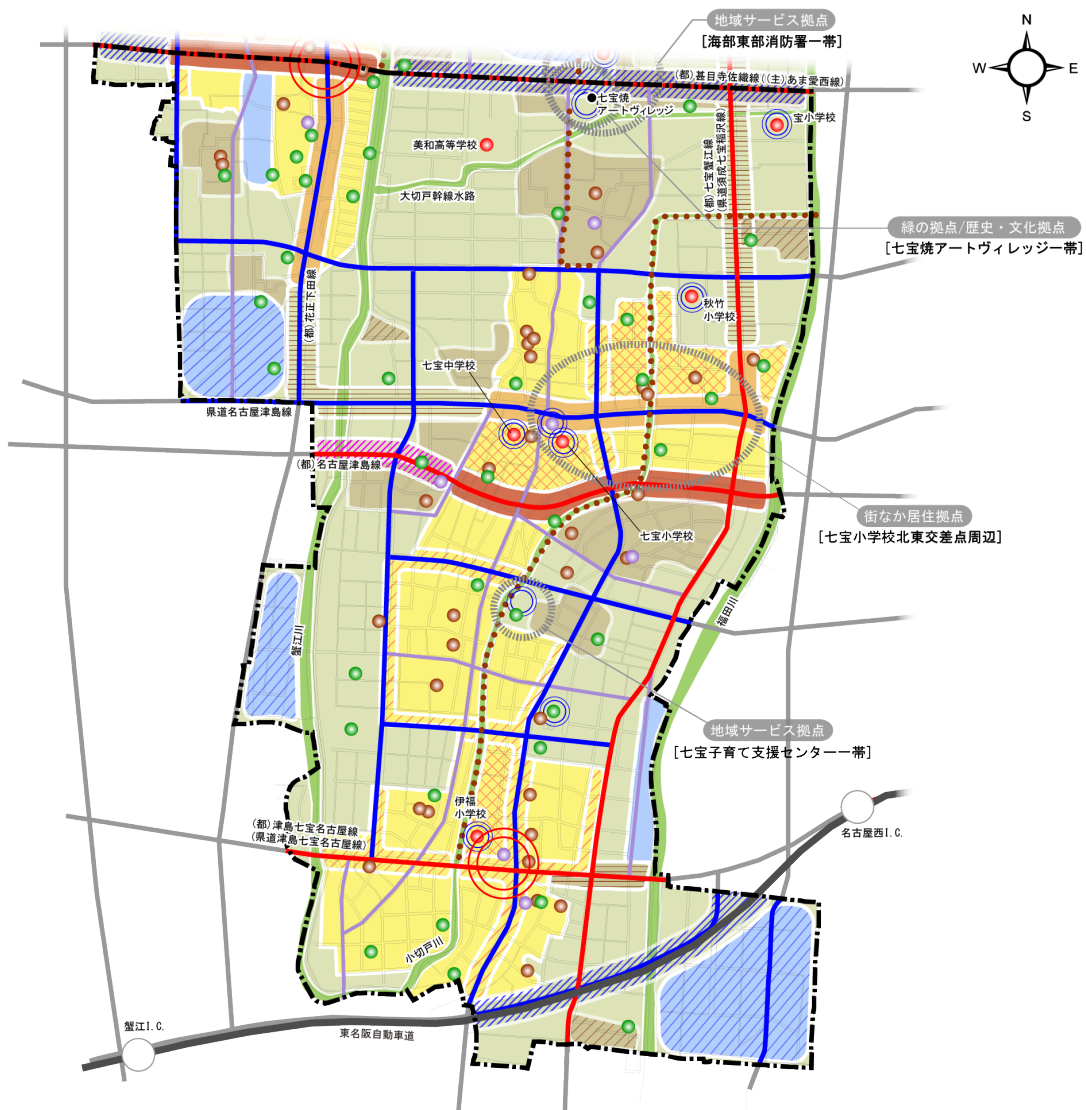 地域サービス拠点
[海部東部消防署一帯]
N
W
E
S
(都)甚目寺佐織線((主)あま愛西線)
七宝焼
アートヴィレッジ
宝小学校
美和高等学校
(都)七宝蟹江線
(県道須成七宝稲沢線)
大切戸幹線水路
緑の拠点/歴史・文化拠点
[七宝焼アートヴィレッジ一帯]
(都)花正下田線
秋竹
小学校
七宝中学校
県道名古屋津島線
(都)名古屋津島線
街なか居住拠点
[七宝小学校北東交差点周辺]
七宝小学校
福田川
蟹江川
地域サービス拠点
[七宝子育て支援センター一帯]
伊福
小学校
(都)津島七宝名古屋線
(県道津島七宝名古屋線)
名古屋西I.C.
小切戸川
蟹江I.C.
東名阪自動車道